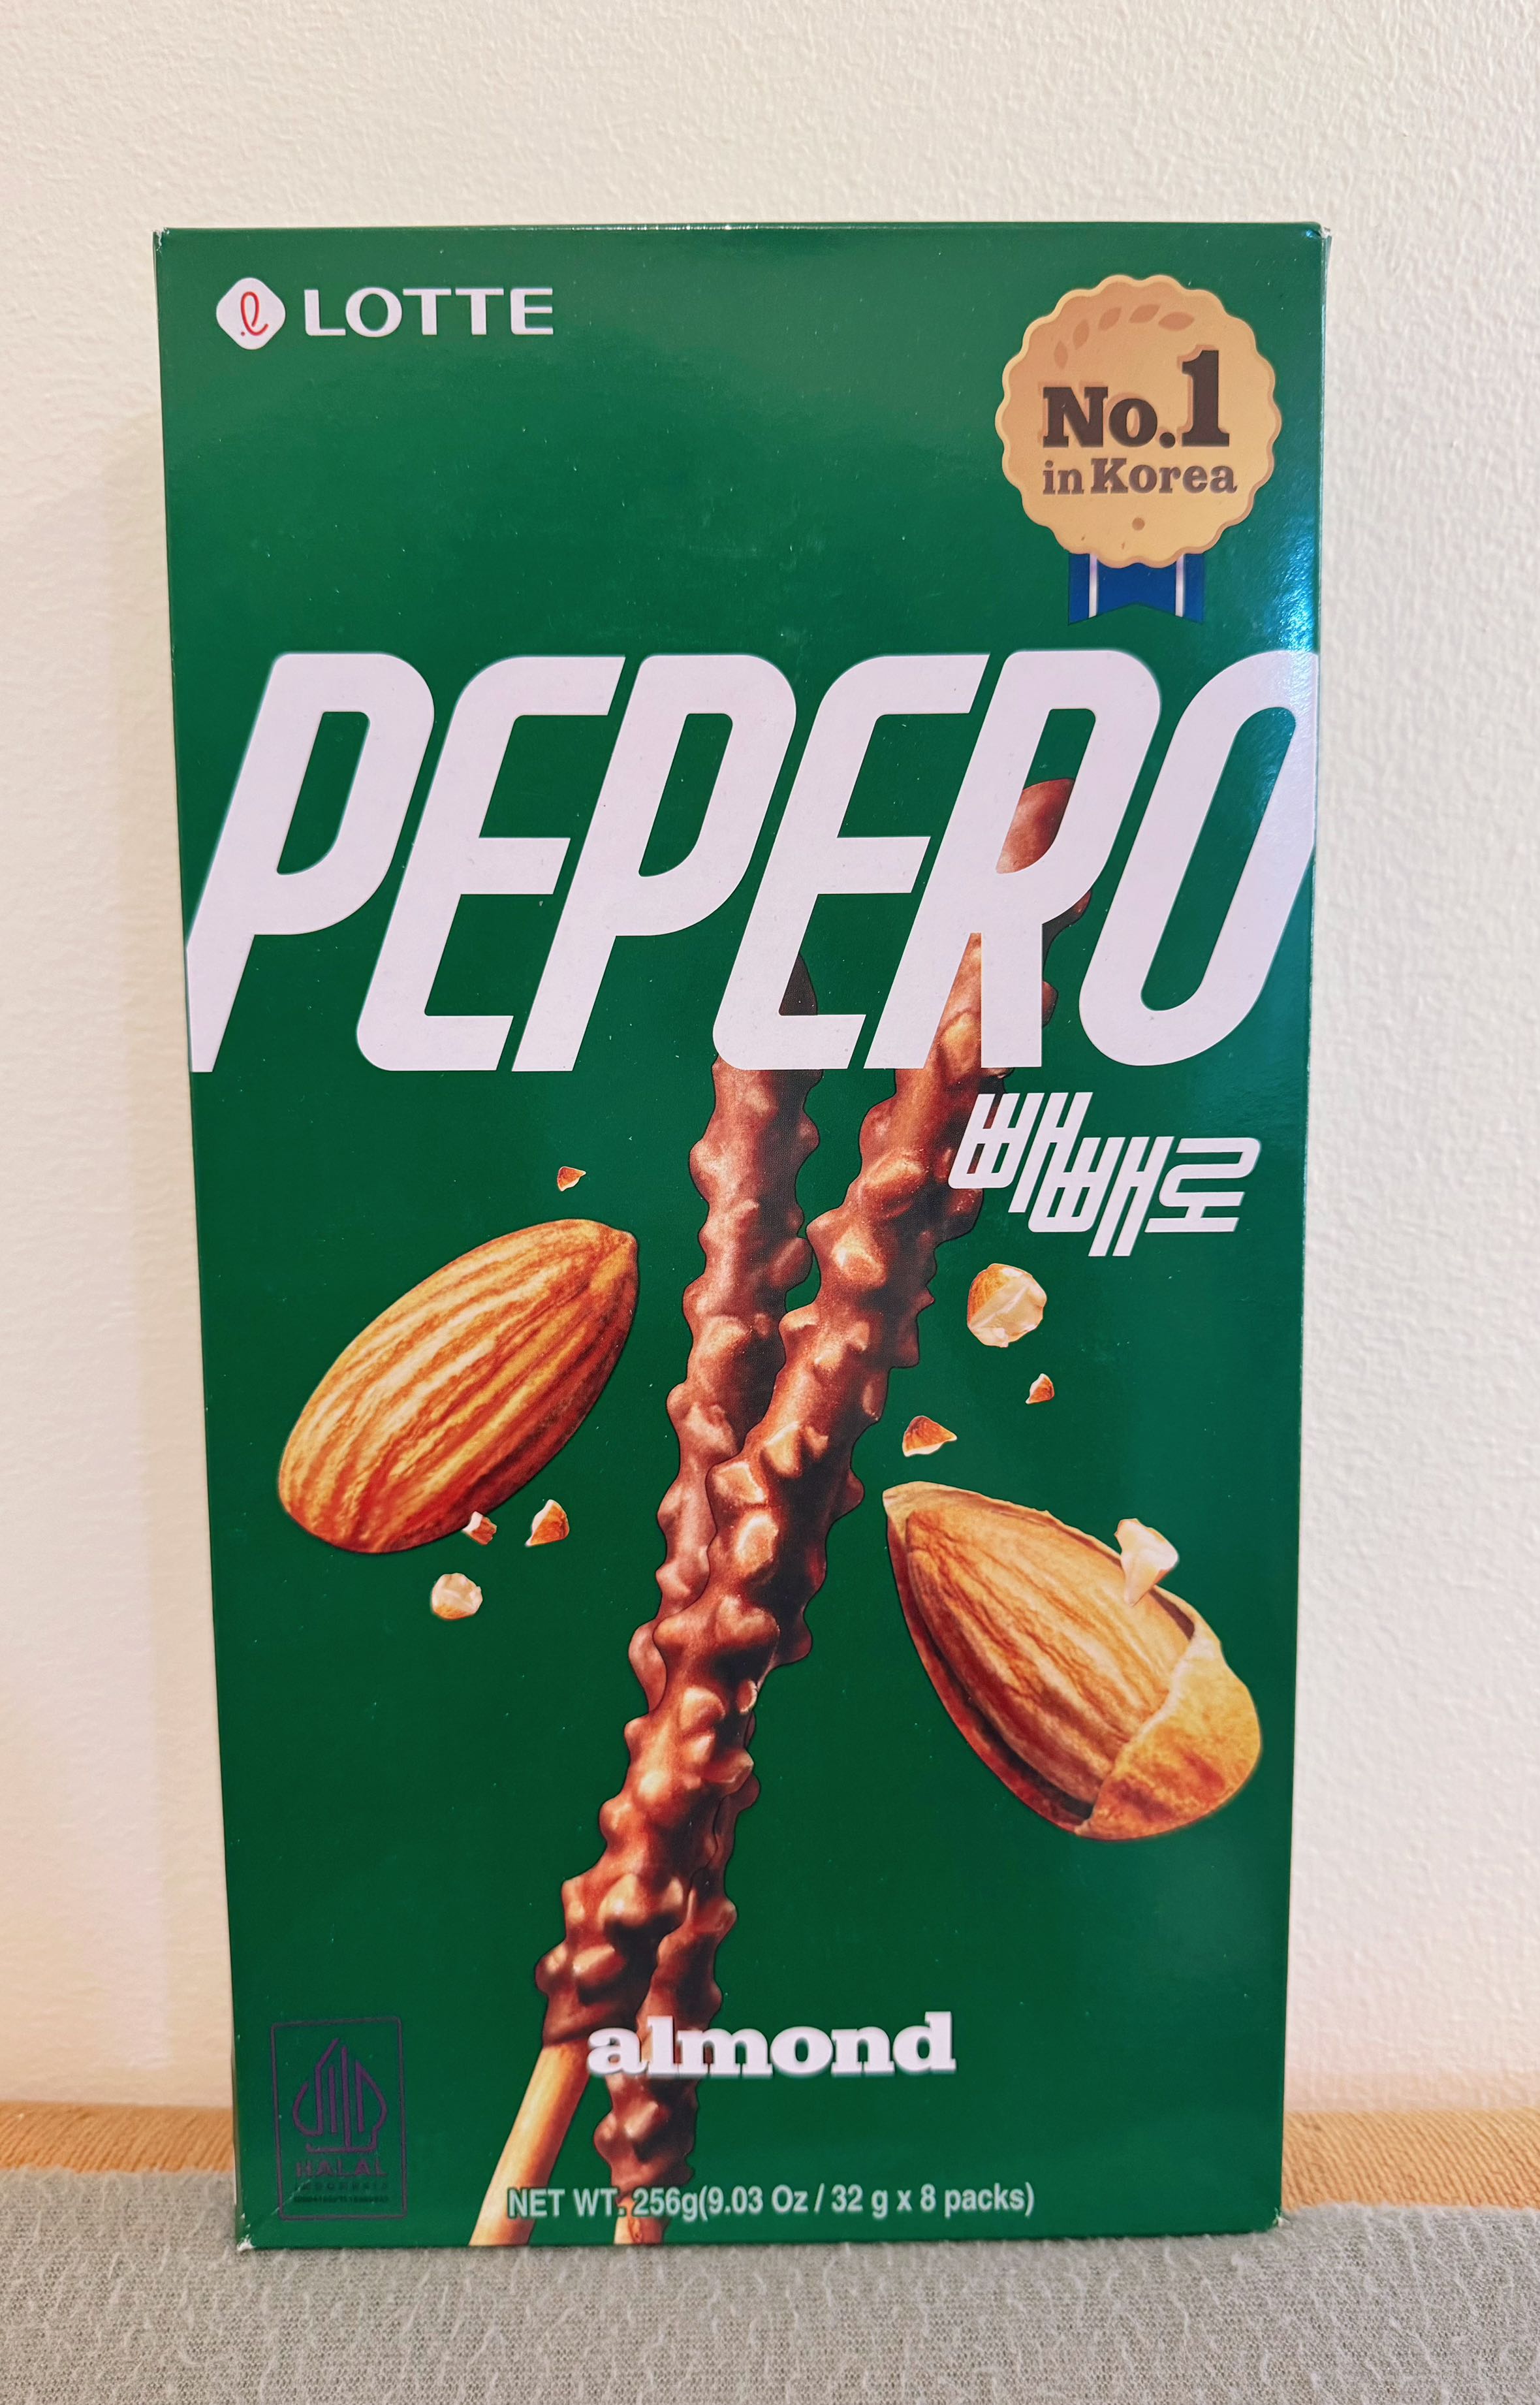 LOTTE
No.1
in Korea
PEPERO
빼빼로
almond
HALAL
INDONESIA
NET WT. 256g(9.03 Oz / 32 g x 8 packs)